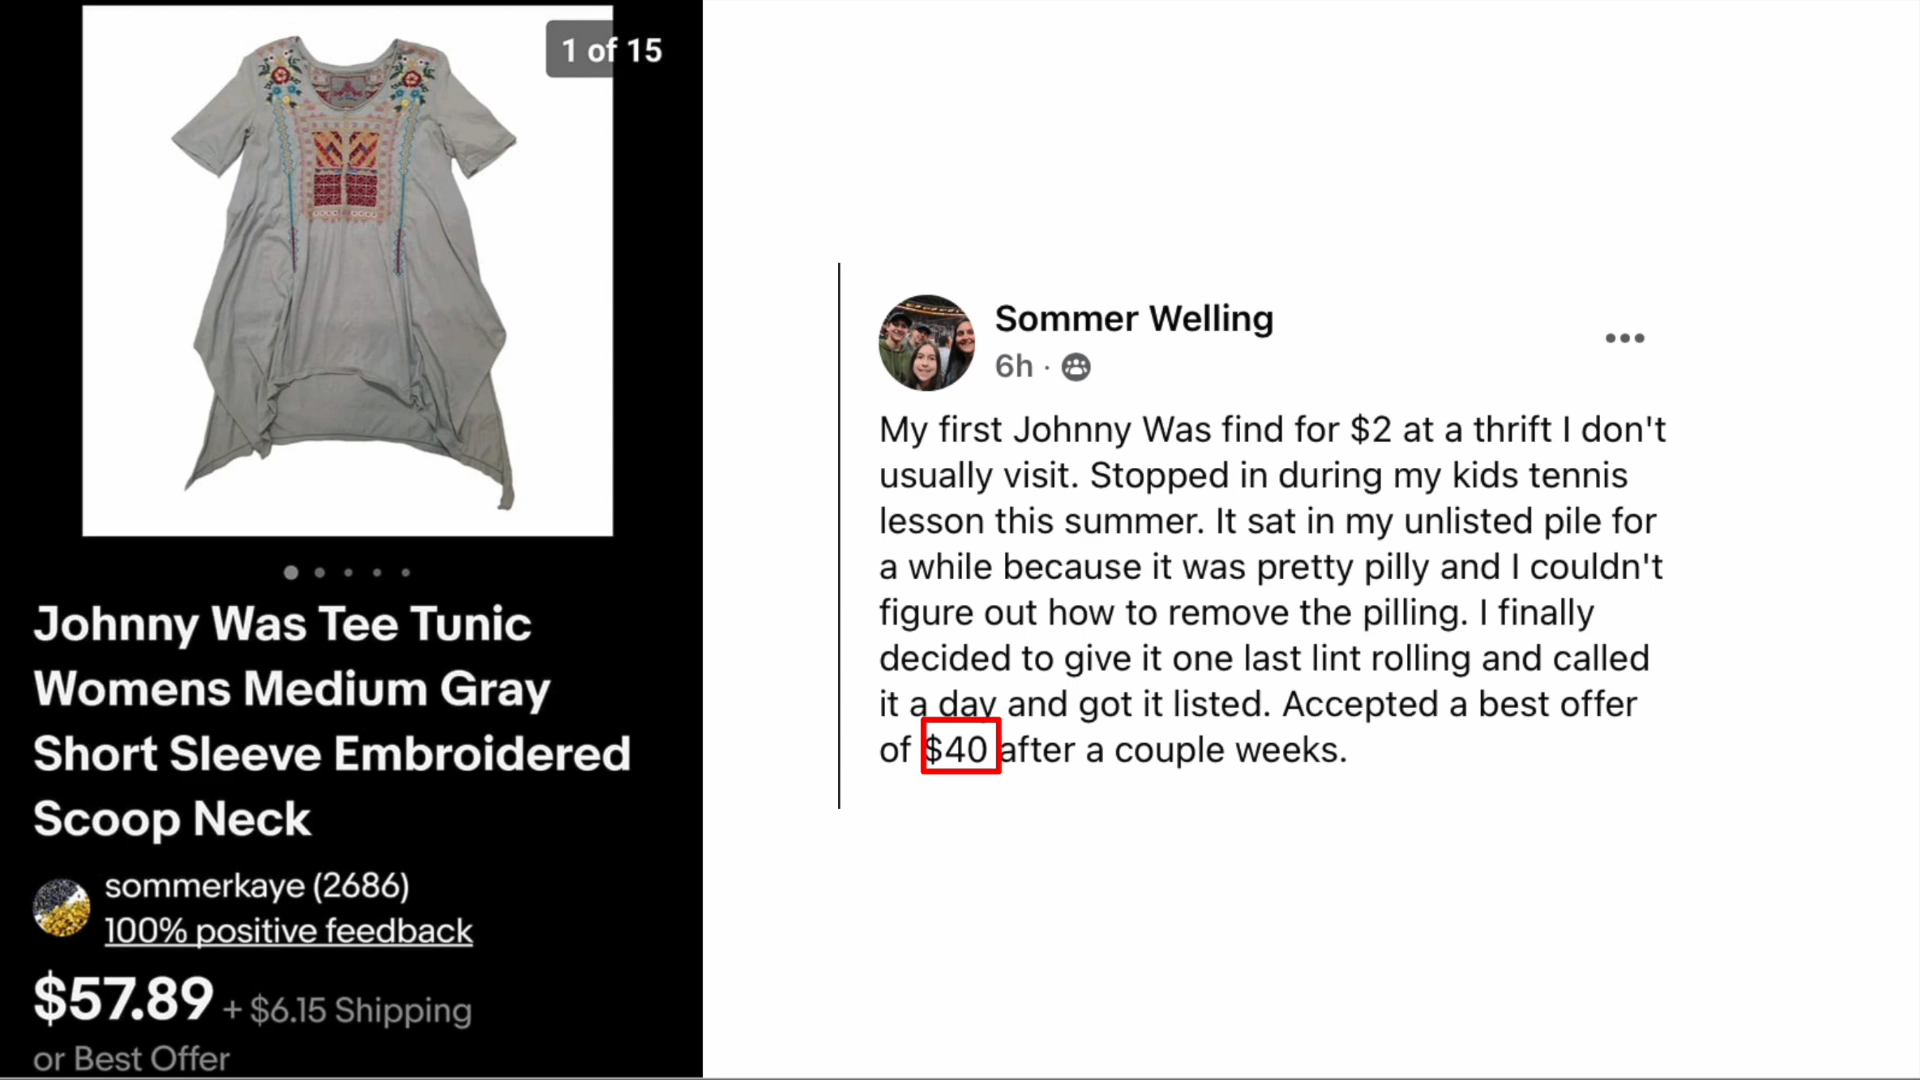 1 of 15
Johnny Was Tee Tunic
Womens Medium Gray
Short Sleeve Embroidered
Scoop Neck
sommerkaye (2686)
100% positive feedback
$57.89 + $6.15 Shipping
or Best Offer
Sommer Welling
6h ·
My first Johnny Was find for $2 at a thrift I don't
usually visit. Stopped in during my kids tennis
lesson this summer. It sat in my unlisted pile for
a while because it was pretty pilly and I couldn't
figure out how to remove the pilling. I finally
decided to give it one last lint rolling and called
it a day and got it listed. Accepted a best offer
of $40 after a couple weeks.